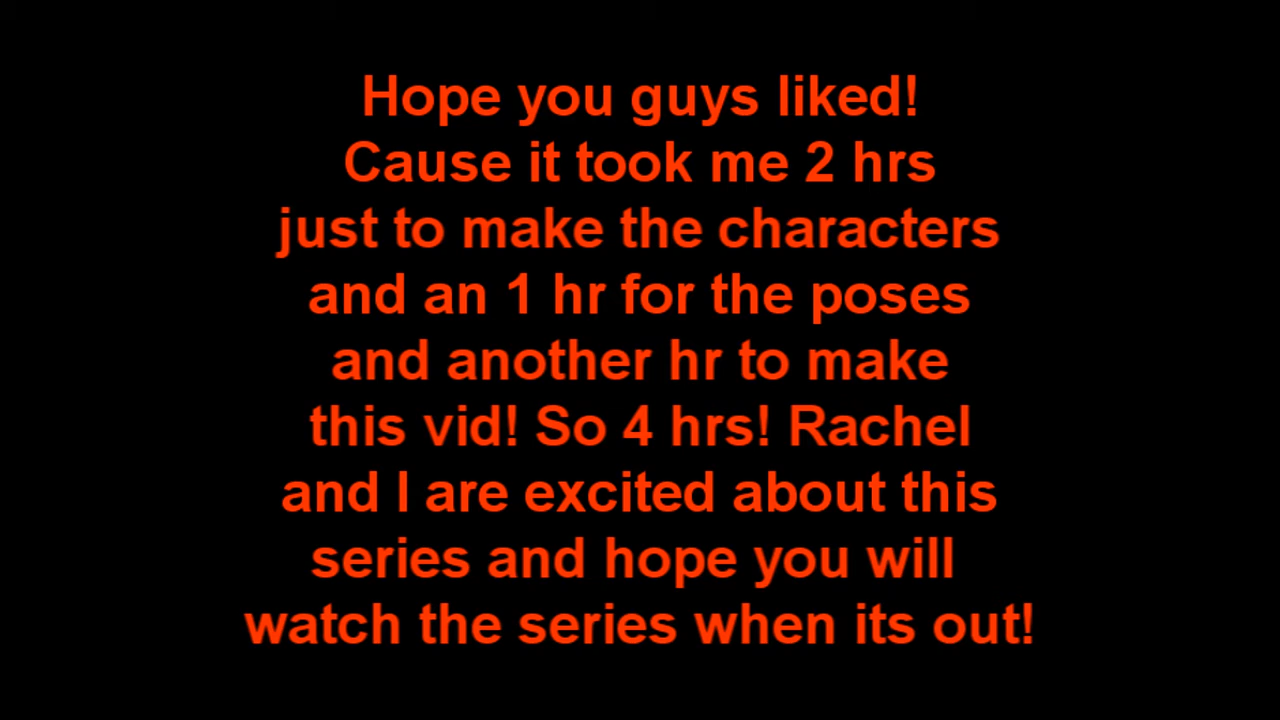 Hope you guys liked!
Cause it took me 2 hrs
just to make the characters
and an 1 hr for the poses
and another hr to make
this vid! So 4 hrs! Rachel
and I are excited about this
series and hope you will
watch the series when its out!